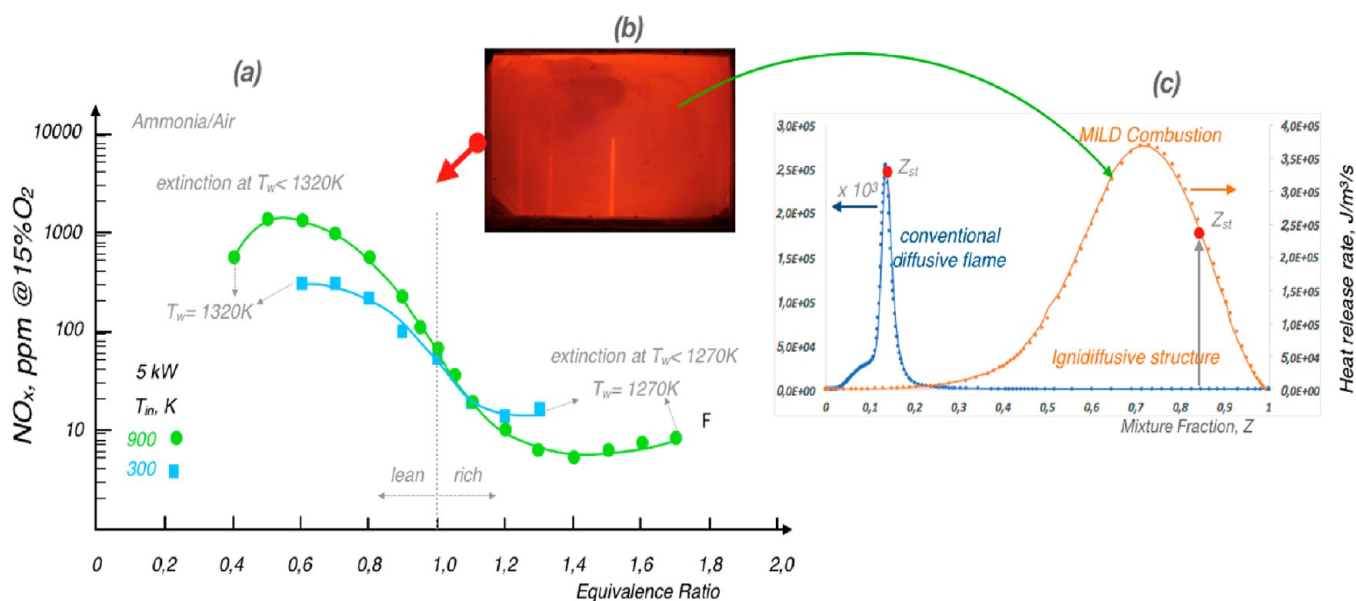 (a)
Ammonia/Air
NOx, ppm @15%O2
10000
1000
100
10
extinction at Tw< 1320K
Tw= 1320K
extinction at Tw< 1270K
Tw= 1270K
F
5 kW
Tin, K
900
300
lean
rich
0 0,2 0,4 0,6 0,8 1,0 1,2 1,4 1,6 1,8 2,0
Equivalence Ratio
(b)
(c)
3,0E+05
2,5E+05
2,0E+05
1,5E+05
1,0E+05
5,0E+04
0,0E+00
MILD Combustion
Zst
x 10³
conventional
diffusive flame
Zst
Ignidiffusive structure
4,0E+05
3,5E+05
3,0E+05
2,5E+05
2,0E+05
1,5E+05
1,0E+05
5,0E+04
0,0E+00
Heat release rate, J/m³/s
0 0,1 0,2 0,3 0,4 0,5 0,6 0,7 0,8 0,9 1
Mixture Fraction, Z